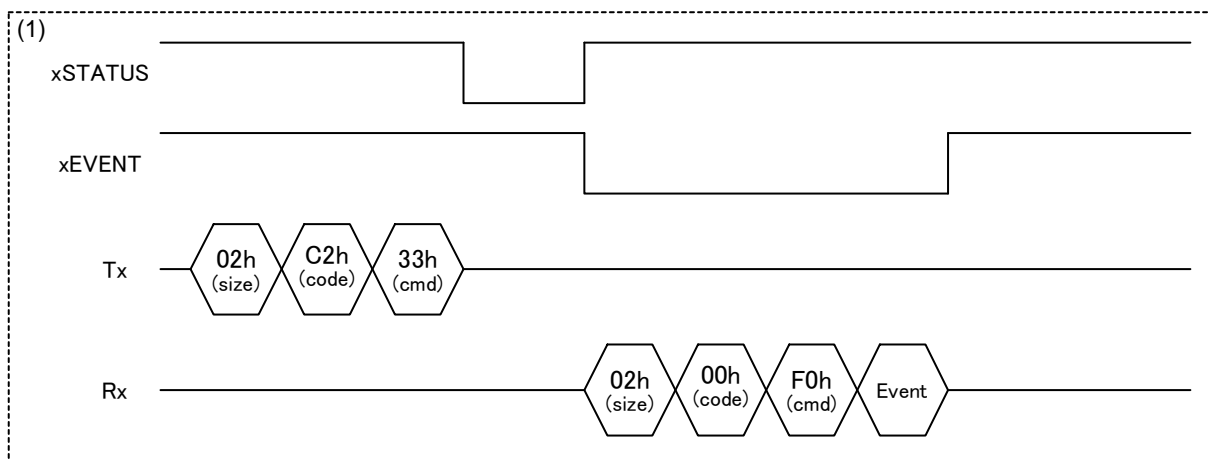 (1)
xSTATUS
xEVENT
Tx
02h
(size)
C2h
(code)
33h
(cmd)
Rx
02h
(size)
00h
(code)
F0h
(cmd)
Event